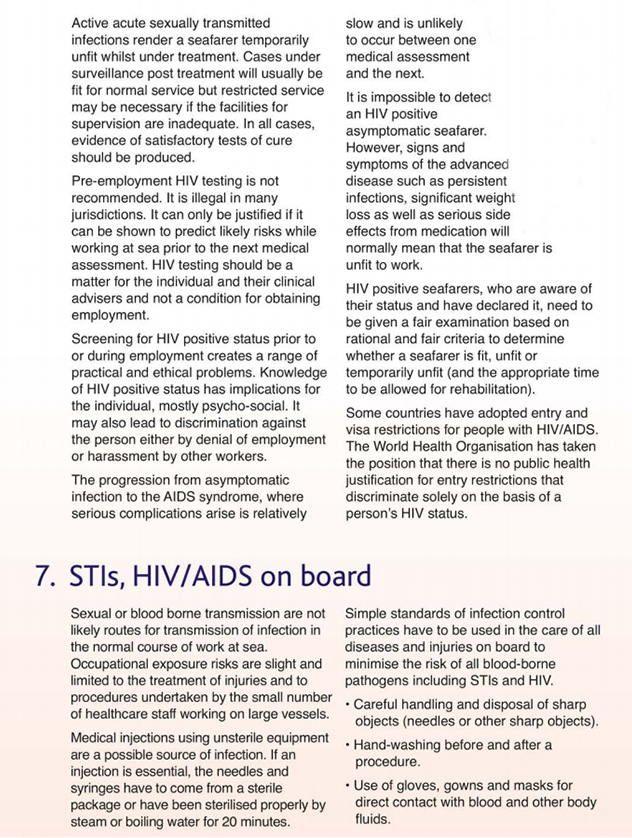 Active acute sexually transmitted
infections render a seafarer temporarily
unfit whilst under treatment. Cases under
surveillance post treatment will usually be
fit for normal service but restricted service
may be necessary if the facilities for
supervision are inadequate. In all cases,
evidence of satisfactory tests of cure
should be produced.
Pre-employment HIV testing is not
recommended. It is illegal in many
jurisdictions. It can only be justified if it
can be shown to predict likely risks while
working at sea prior to the next medical
assessment. HIV testing should be a
matter for the individual and their clinical
advisers and not a condition for obtaining
employment.
Screening for HIV positive status prior to
or during employment creates a range of
practical and ethical problems. Knowledge
of HIV positive status has implications for
the individual, mostly psycho-social. It
may also lead to discrimination against
the person either by denial of employment
or harassment by other workers.
The progression from asymptomatic
infection to the AIDS syndrome, where
serious complications arise is relatively
slow and is unlikely
to occur between one
medical assessment
and the next.
It is impossible to detect
an HIV positive
asymptomatic seafarer.
However, signs and
symptoms of the advanced
disease such as persistent
infections, significant weight
loss as well as serious side
effects from medication will
normally mean that the seafarer is
unfit to work.
HIV positive seafarers, who are aware of
their status and have declared it, need to
be given a fair examination based on
rational and fair criteria to determine
whether a seafarer is fit, unfit or
temporarily unfit (and the appropriate time
to be allowed for rehabilitation).
Some countries have adopted entry and
visa restrictions for people with HIV/AIDS.
The World Health Organisation has taken
the position that there is no public health
justification for entry restrictions that
discriminate solely on the basis of a
person's HIV status.
7. STIs, HIV/AIDS on board
Sexual or blood borne transmission are not
likely routes for transmission of infection in
the normal course of work at sea.
Occupational exposure risks are slight and
limited to the treatment of injuries and to
procedures undertaken by the small number
of healthcare staff working on large vessels.
Medical injections using unsterile equipment
are a possible source of infection. If an
injection is essential, the needles and
syringes have to come from a sterile
package or have been sterilised properly by
steam or boiling water for 20 minutes.
Simple standards of infection control
practices have to be used in the care of all
diseases and injuries on board to
minimise the risk of all blood-borne
pathogens including STIs and HIV.
• Careful handling and disposal of sharp
objects (needles or other sharp objects).
• Hand-washing before and after a
procedure.
• Use of gloves, gowns and masks for
direct contact with blood and other body
fluids.